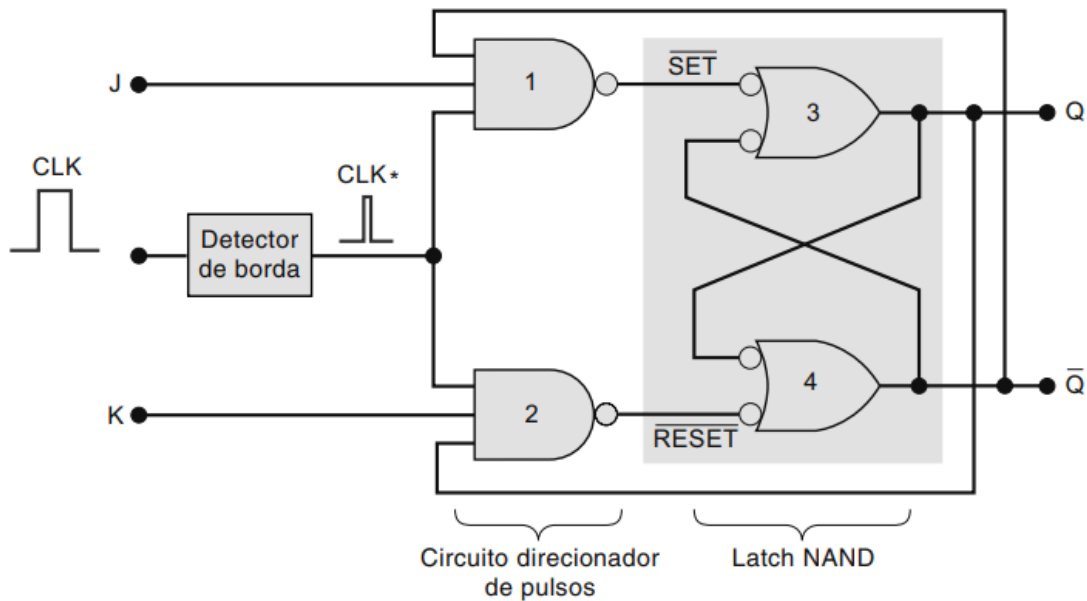 J
1
SET
3
Q
CLK
CLK*
Detector
de borda
K
2
RESET
4
Q̅
Circuito direcionador
de pulsos
Latch NAND